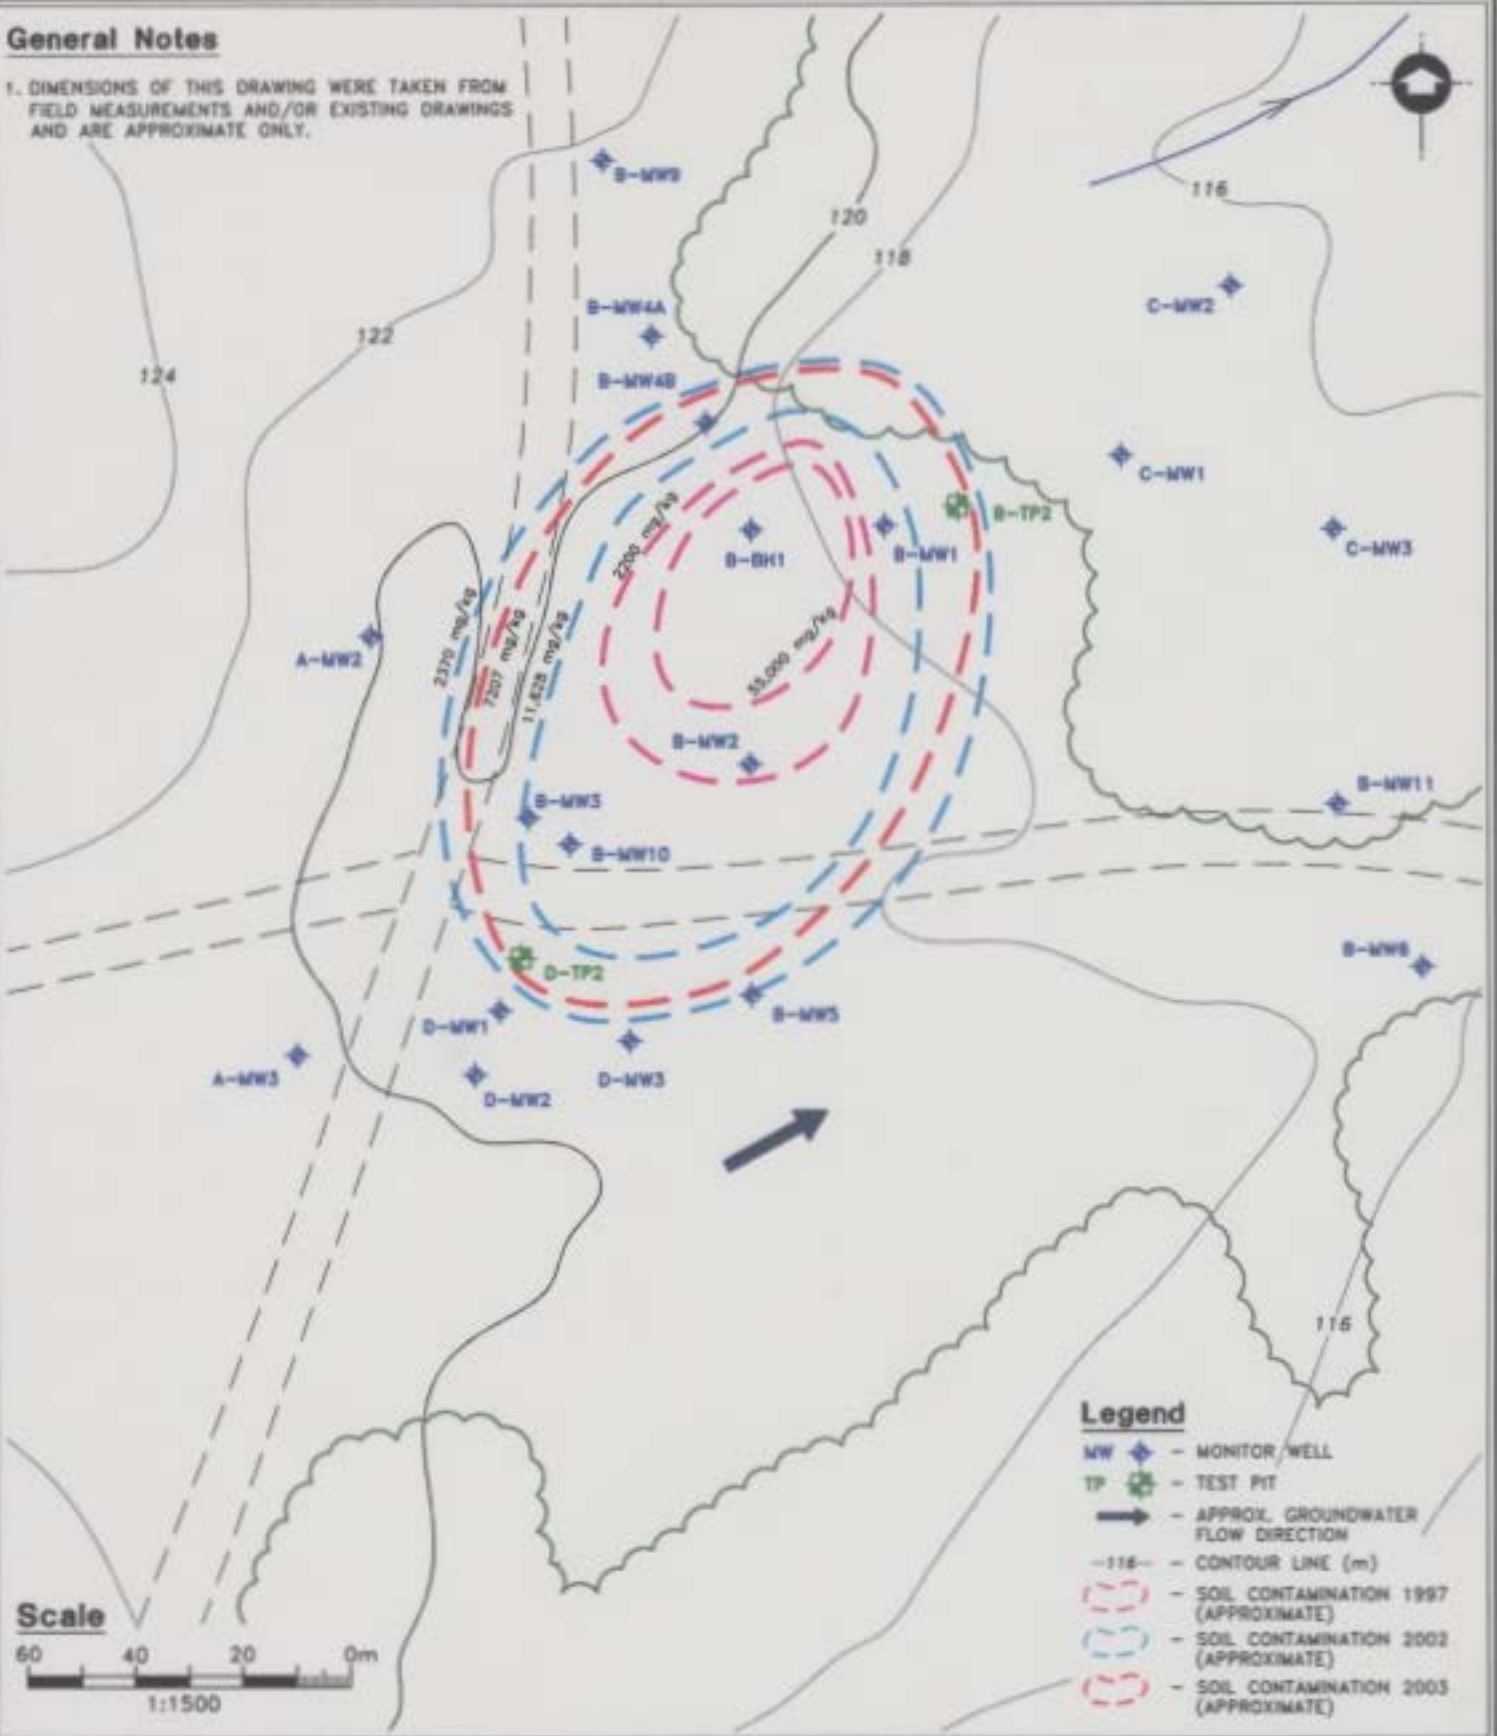 General Notes
1. DIMENSIONS OF THIS DRAWING WERE TAKEN FROM
FIELD MEASUREMENTS AND/OR EXISTING DRAWINGS
AND ARE APPROXIMATE ONLY.
B-MW9
116
120
118
C-MW2
B-MW4A
122
124
B-MW4B
C-MW1
2200 mg/kg
B-TP2
B-BH1
B-MW1
C-MW3
2370 mg/kg
7207 mg/kg
11,628 mg/kg
55,000 mg/kg
A-MW2
B-MW2
B-MW3
B-MW11
B-MW10
B-MW6
D-TP2
D-MW1
B-MW5
A-MW3
D-MW2
D-MW3
116
Legend
MW - MONITOR WELL
TP - TEST PIT
- APPROX. GROUNDWATER
FLOW DIRECTION
-116- - CONTOUR LINE (m)
- SOIL CONTAMINATION 1997
(APPROXIMATE)
- SOIL CONTAMINATION 2002
(APPROXIMATE)
- SOIL CONTAMINATION 2003
(APPROXIMATE)
Scale
60 40 20 0m
1:1500